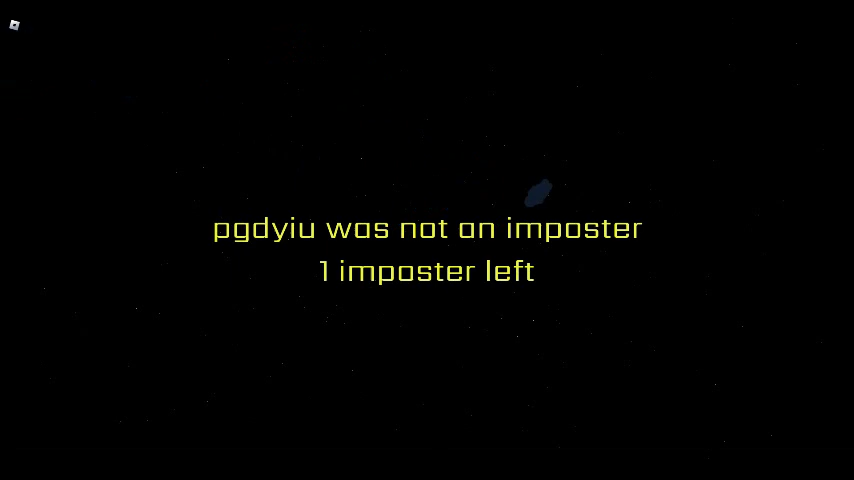 pgdyiu was not an imposter
1 imposter left